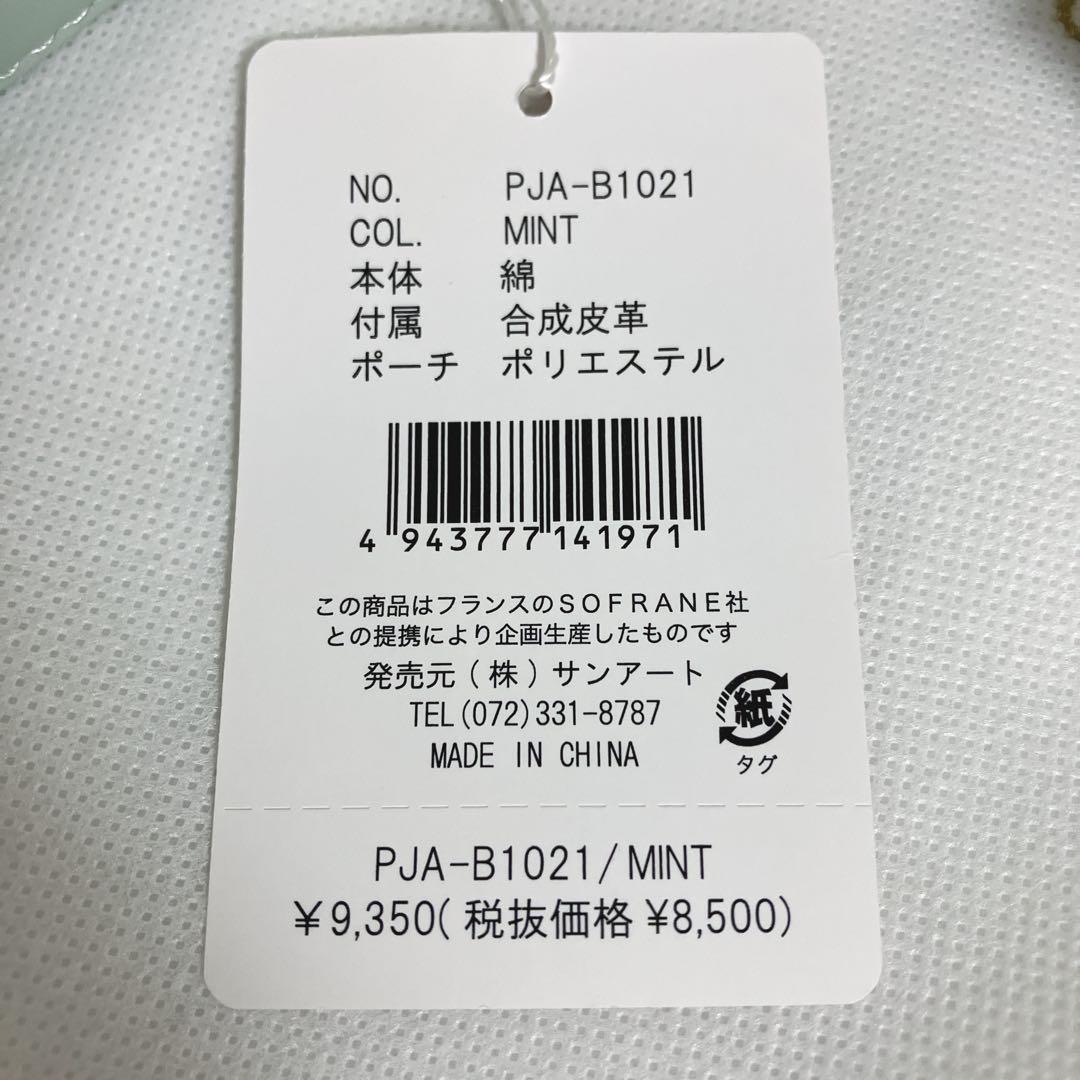 NO. PJA-B1021
COL. MINT
本体 綿
付属 合成皮革
ポーチ ポリエステル
4 943777 141971
この商品はフランスのSOFRANE社
との提携により企画生産したものです
発売元(株)サンアート
TEL(072)331-8787
MADE IN CHINA
紙
タグ
PJA-B1021/MINT
¥9,350(税抜価格¥8,500)